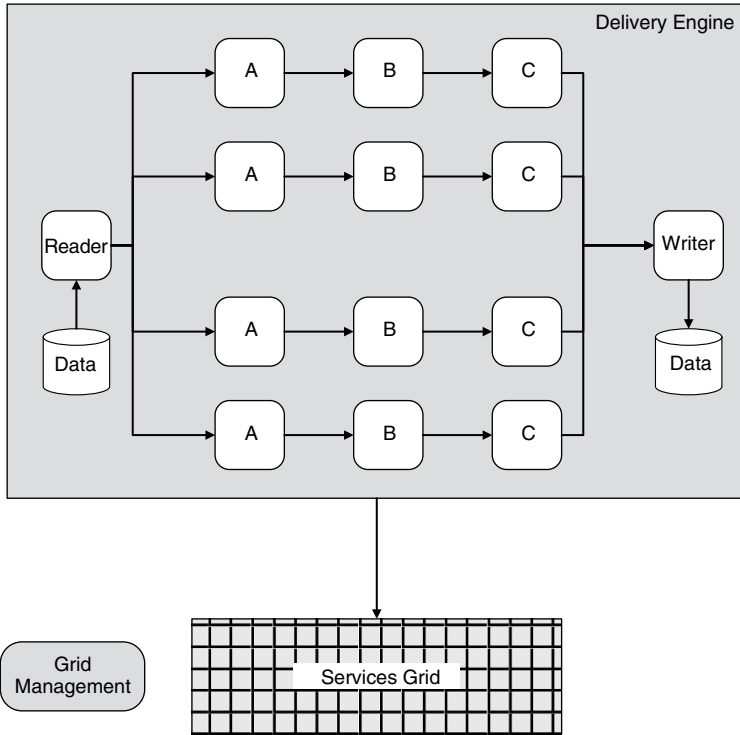 Delivery Engine
A
B
C
A
B
C
Reader
Writer
A
B
C
Data
Data
A
B
C
Grid
Management
Services Grid